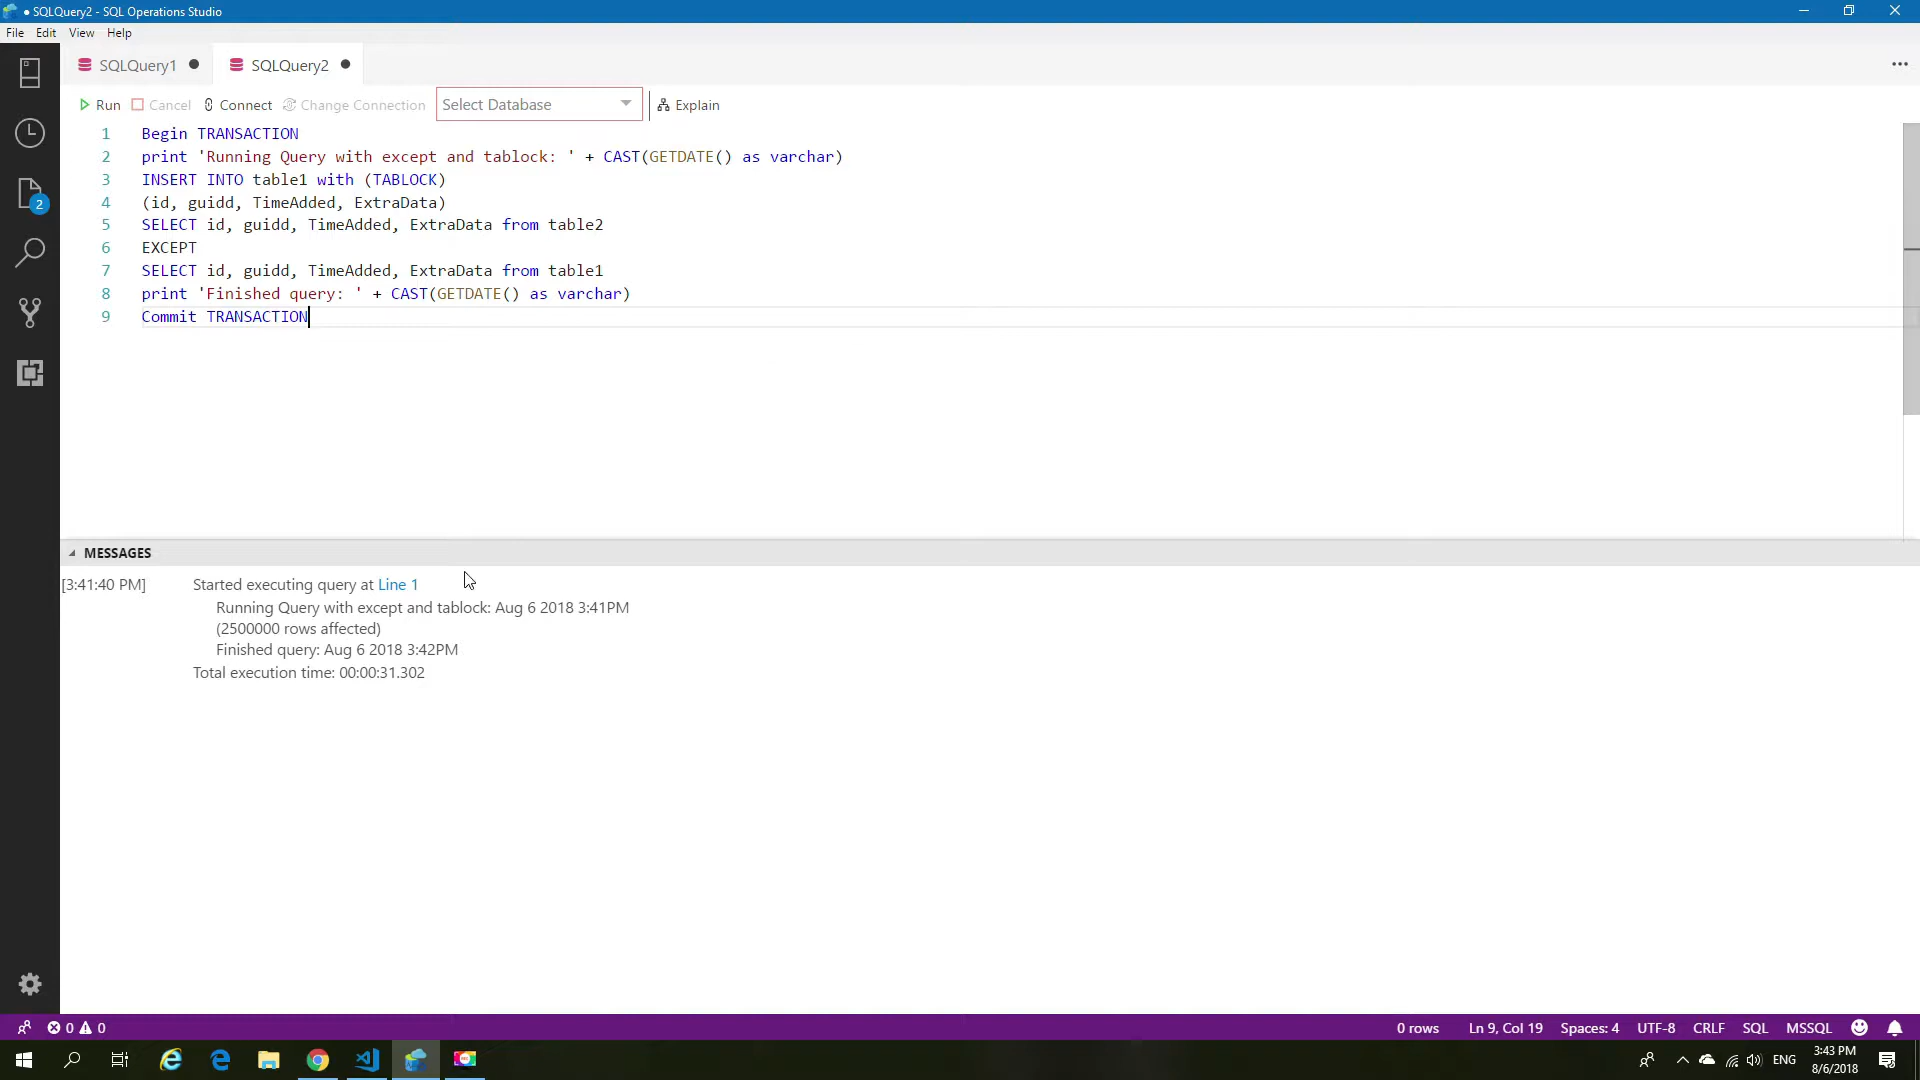 ● SQLQuery2 - SQL Operations Studio
File Edit View Help
SQLQuery1 ● SQLQuery2 ●
Run Cancel Connect Change Connection Select Database Explain
1 Begin TRANSACTION
2 print 'Running Query with except and tablock: ' + CAST(GETDATE() as varchar)
3 INSERT INTO table1 with (TABLOCK)
4 (id, guidd, TimeAdded, ExtraData)
5 SELECT id, guidd, TimeAdded, ExtraData from table2
6 EXCEPT
7 SELECT id, guidd, TimeAdded, ExtraData from table1
8 print 'Finished query: ' + CAST(GETDATE() as varchar)
9 Commit TRANSACTION
2
MESSAGES
[3:41:40 PM] Started executing query at Line 1
Running Query with except and tablock: Aug 6 2018 3:41PM
(2500000 rows affected)
Finished query: Aug 6 2018 3:42PM
Total execution time: 00:00:31.302
0 0 0 rows Ln 9, Col 19 Spaces: 4 UTF-8 CRLF SQL MSSQL
ENG 3:43 PM
8/6/2018